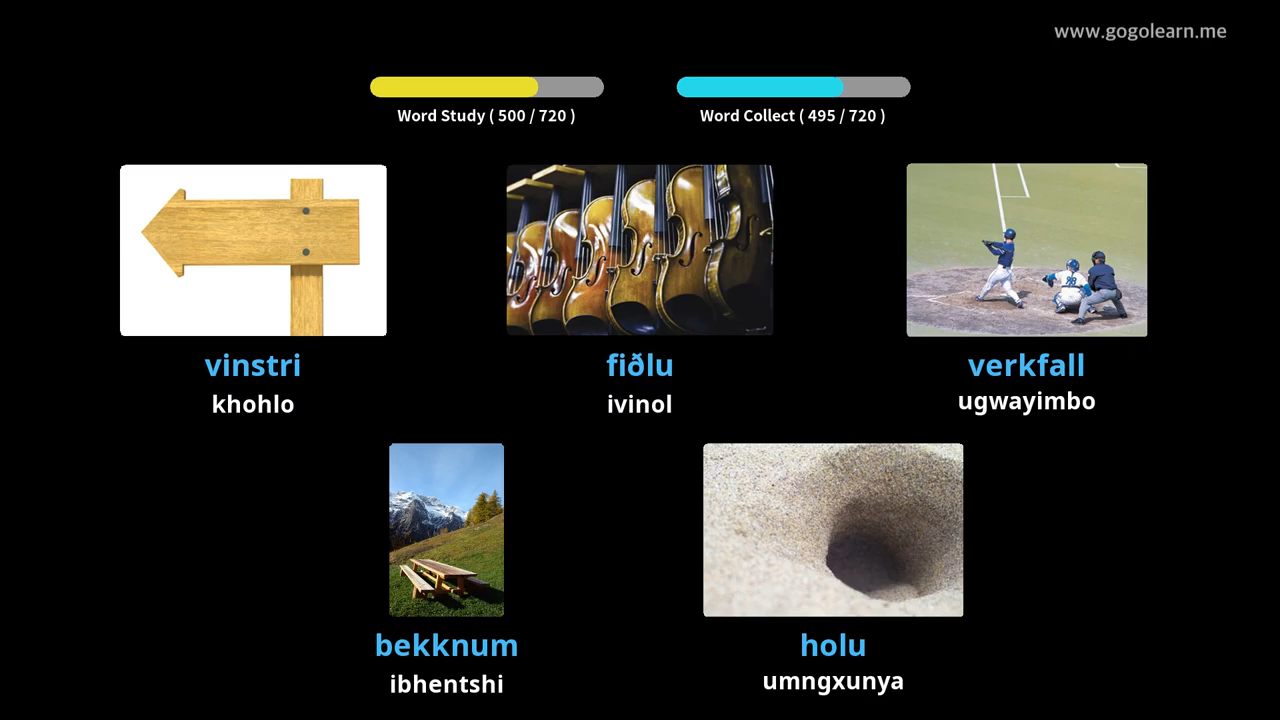 www.gogolearn.me
Word Study ( 500 / 720 )
Word Collect ( 495 / 720 )
vinstri
khohlo
fiðlu
ivinol
verkfall
ugwayimbo
bekknum
ibhentshi
holu
umngxunya